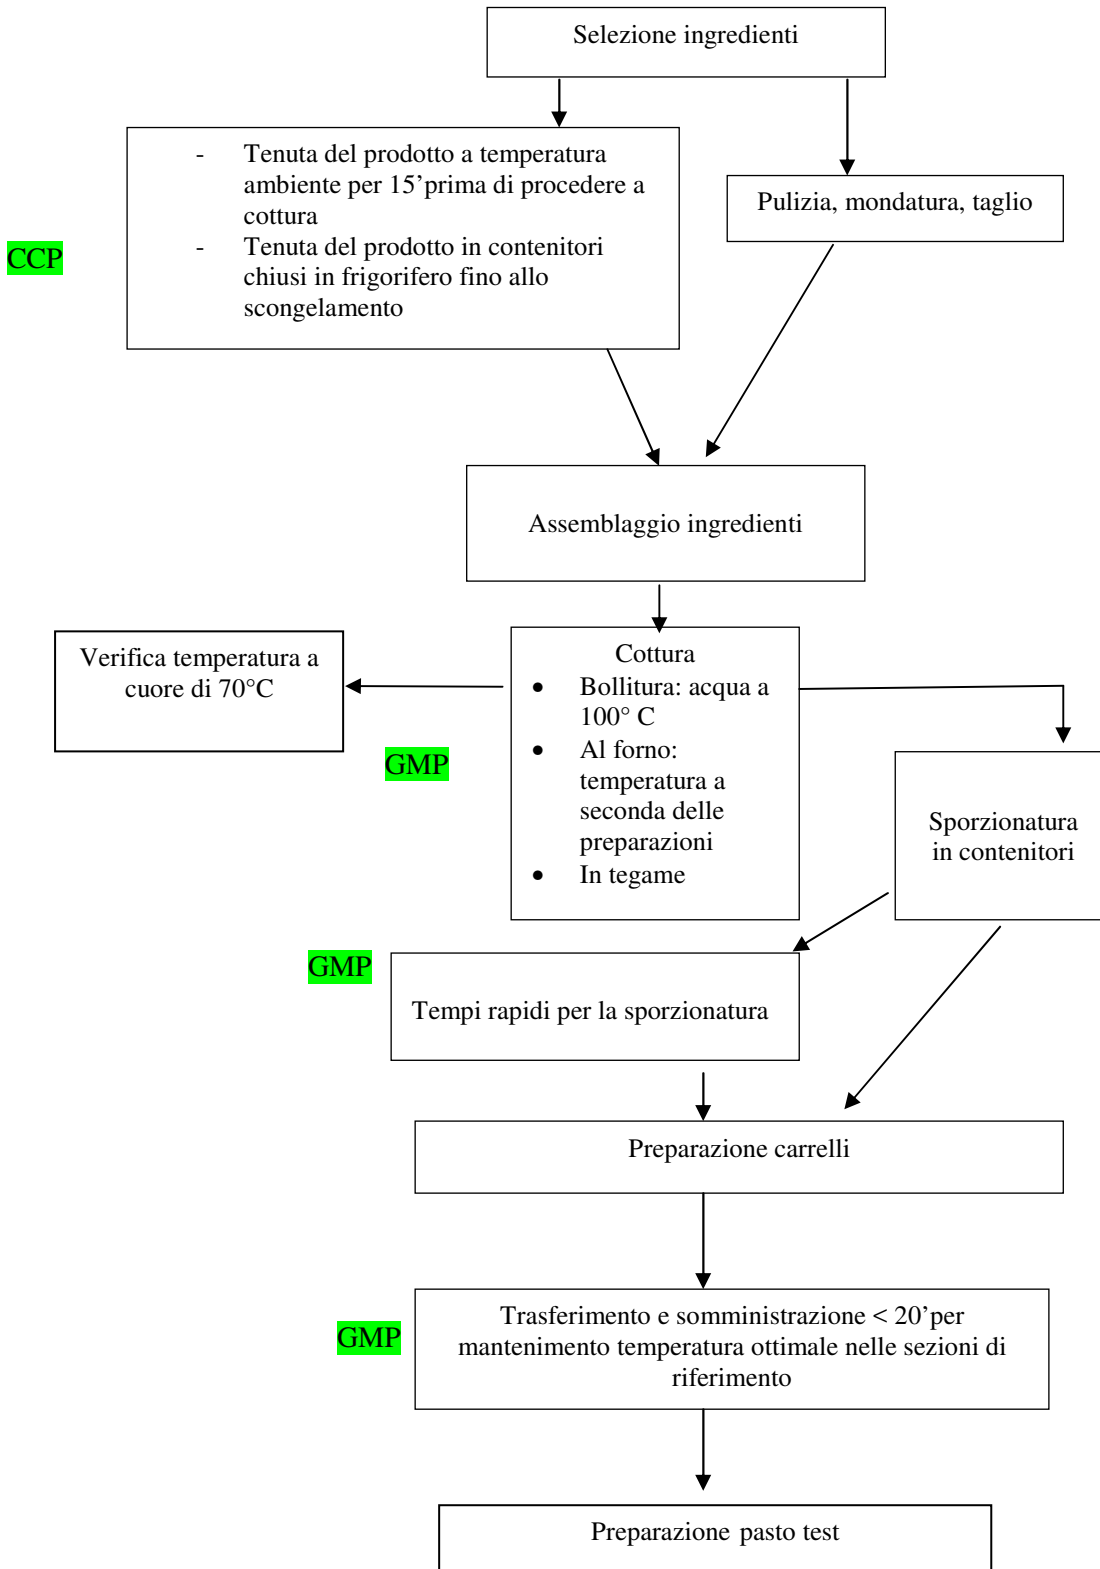 Selezione ingredienti
- Tenuta del prodotto a temperatura
ambiente per 15'prima di procedere a
cottura
- Tenuta del prodotto in contenitori
chiusi in frigorifero fino allo
scongelamento
Pulizia, mondatura, taglio
CCP
Assemblaggio ingredienti
Verifica temperatura a
cuore di 70°C
Cottura
• Bollitura: acqua a
100° C
• Al forno:
temperatura a
seconda delle
preparazioni
• In tegame
GMP
Sporzionatura
in contenitori
GMP
Tempi rapidi per la sporzionatura
Preparazione carrelli
GMP
Trasferimento e somministrazione < 20'per
mantenimento temperatura ottimale nelle sezioni di
riferimento
Preparazione pasto test